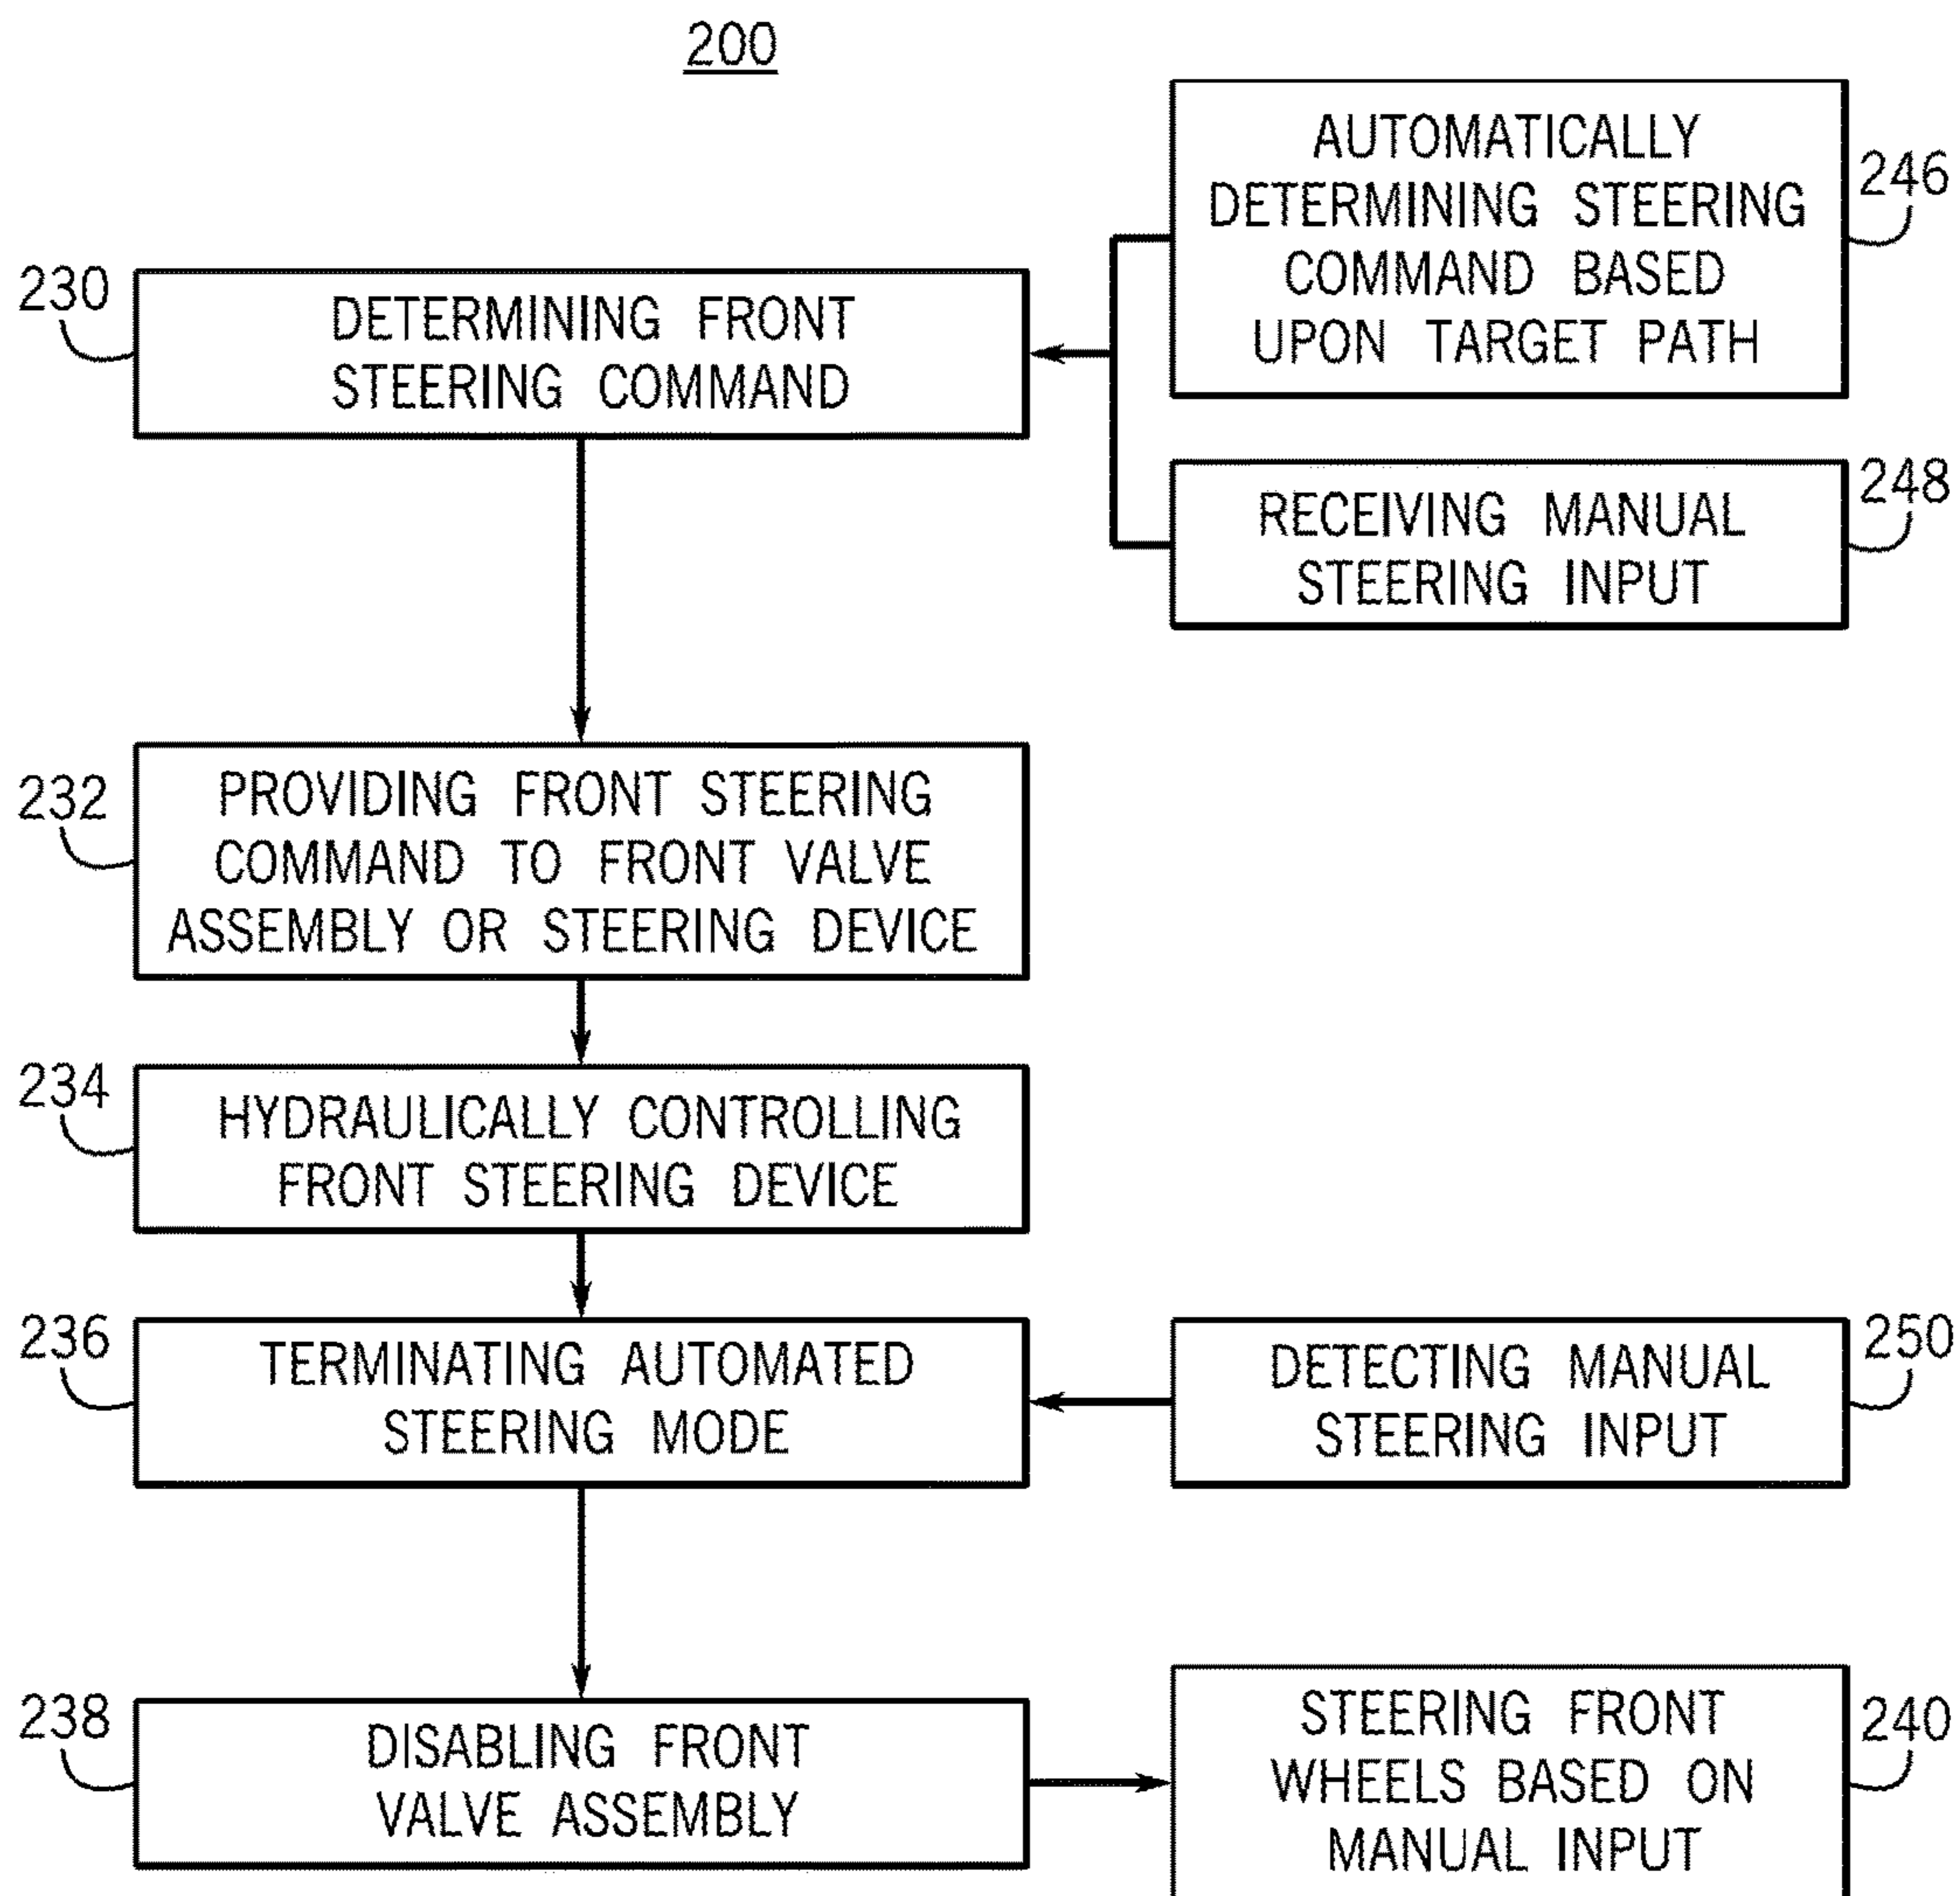 200
AUTOMATICALLY
DETERMINING STEERING
COMMAND BASED
UPON TARGET PATH
246
230
DETERMINING FRONT
STEERING COMMAND
RECEIVING MANUAL
STEERING INPUT
248
232
PROVIDING FRONT STEERING
COMMAND TO FRONT VALVE
ASSEMBLY OR STEERING DEVICE
234
HYDRAULICALLY CONTROLLING
FRONT STEERING DEVICE
236
TERMINATING AUTOMATED
STEERING MODE
DETECTING MANUAL
STEERING INPUT
250
238
DISABLING FRONT
VALVE ASSEMBLY
STEERING FRONT
WHEELS BASED ON
MANUAL INPUT
240